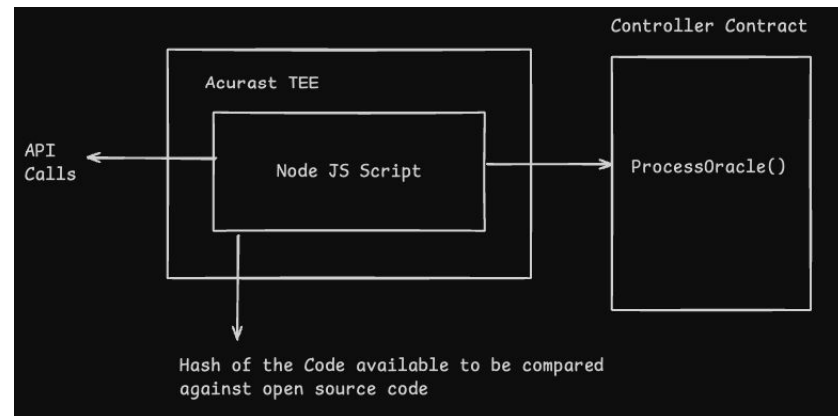 Controller Contract
Acurast TEE
API
Calls
Node JS Script
ProcessOracle()
Hash of the Code available to be compared
against open source code